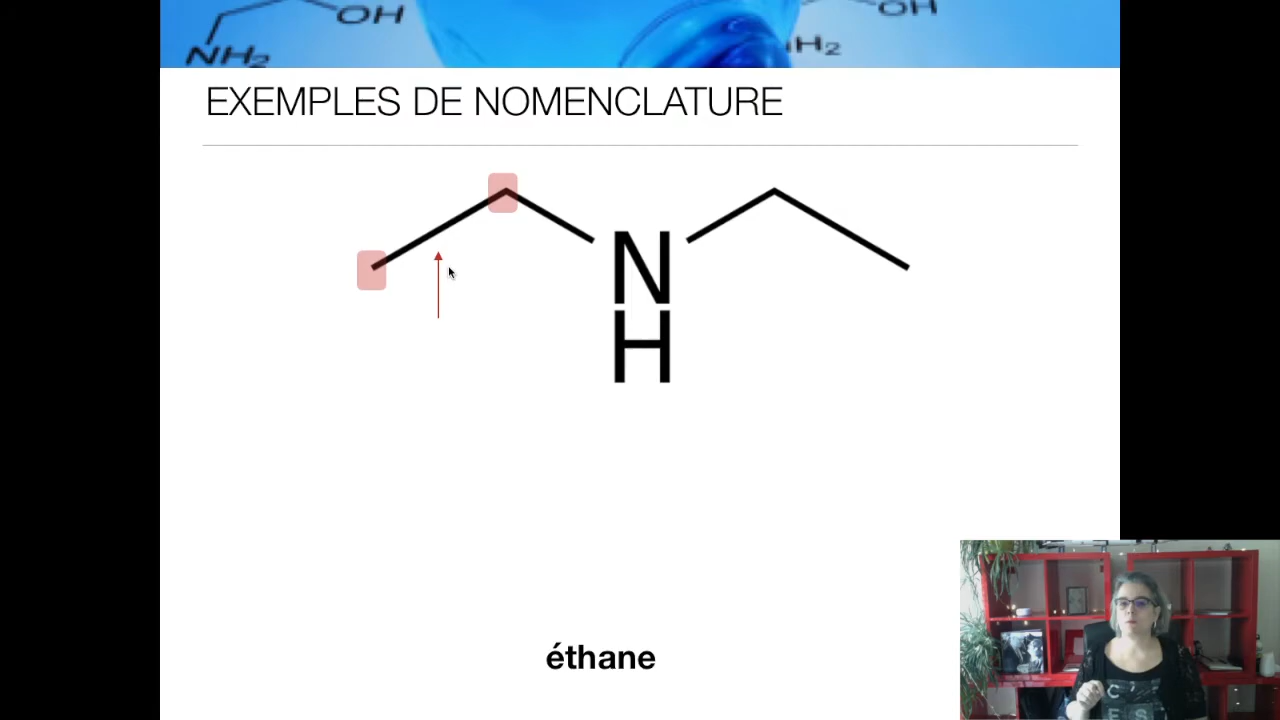 OH
NH₂
OH
H₂
EXEMPLES DE NOMENCLATURE
N
H
éthane